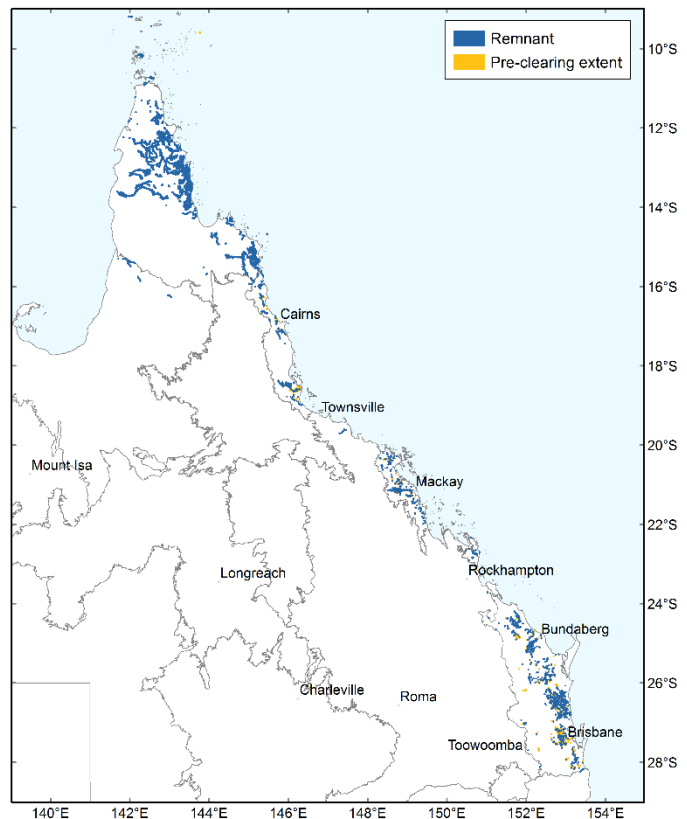 Remnant
Pre-clearing extent
10°S
12°S
14°S
16°S
Cairns
18°S
Townsville
20°S
Mount Isa
Mackay
22°S
Rockhampton
Longreach
24°S
Bundaberg
26°S
Charleville
Roma
Brisbane
Toowoomba
28°S
140°E
142°E
144°E
146°E
148°E
150°E
152°E
154°E